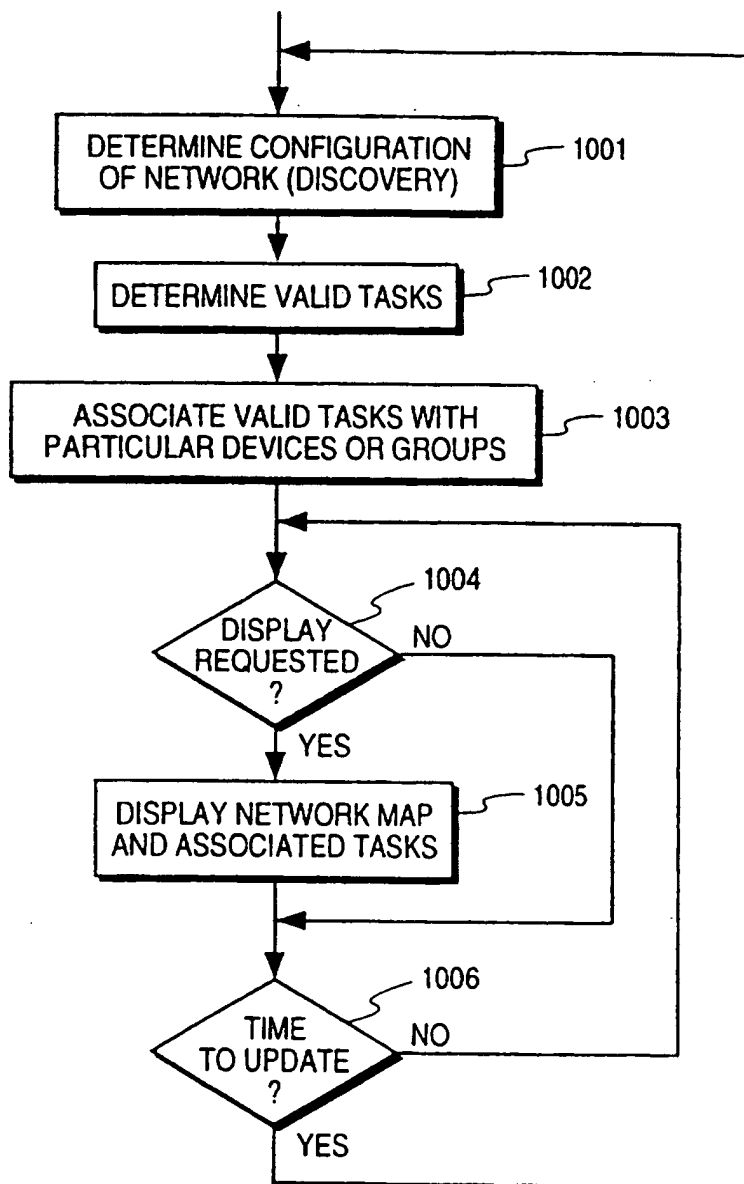 DETERMINE CONFIGURATION
OF NETWORK (DISCOVERY)
1001
DETERMINE VALID TASKS
1002
ASSOCIATE VALID TASKS WITH
PARTICULAR DEVICES OR GROUPS
1003
1004
DISPLAY
REQUESTED
?
NO
YES
DISPLAY NETWORK MAP
AND ASSOCIATED TASKS
1005
1006
TIME
TO UPDATE
?
NO
YES